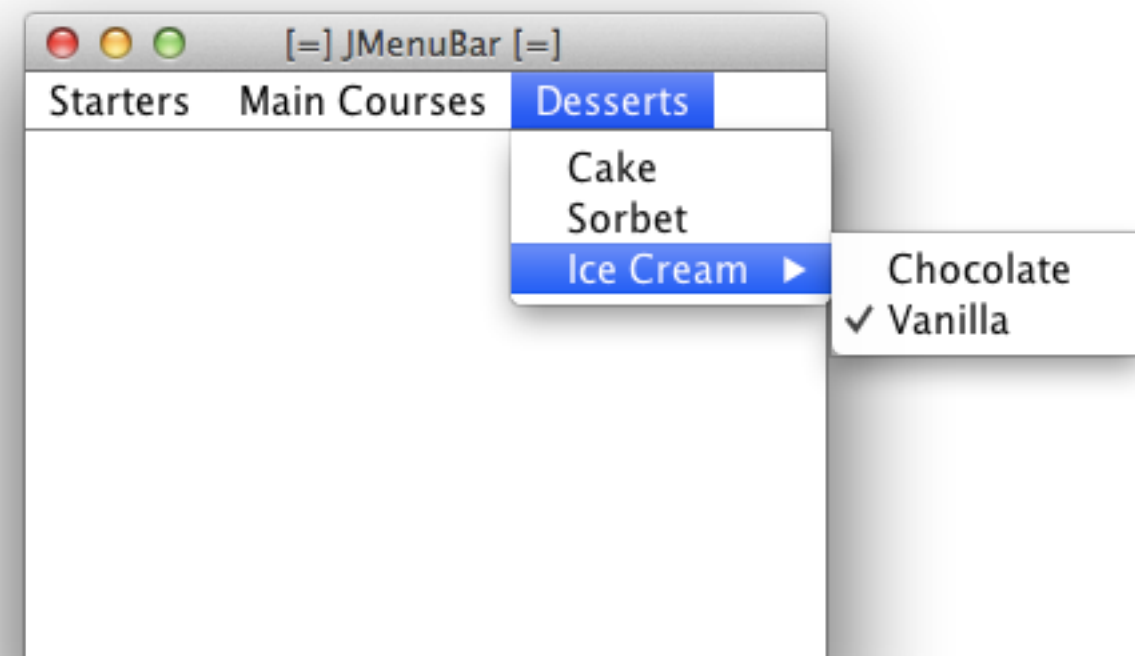 [=] JMenuBar [=]
Starters Main Courses Desserts
Cake
Sorbet
Ice Cream
Chocolate
Vanilla